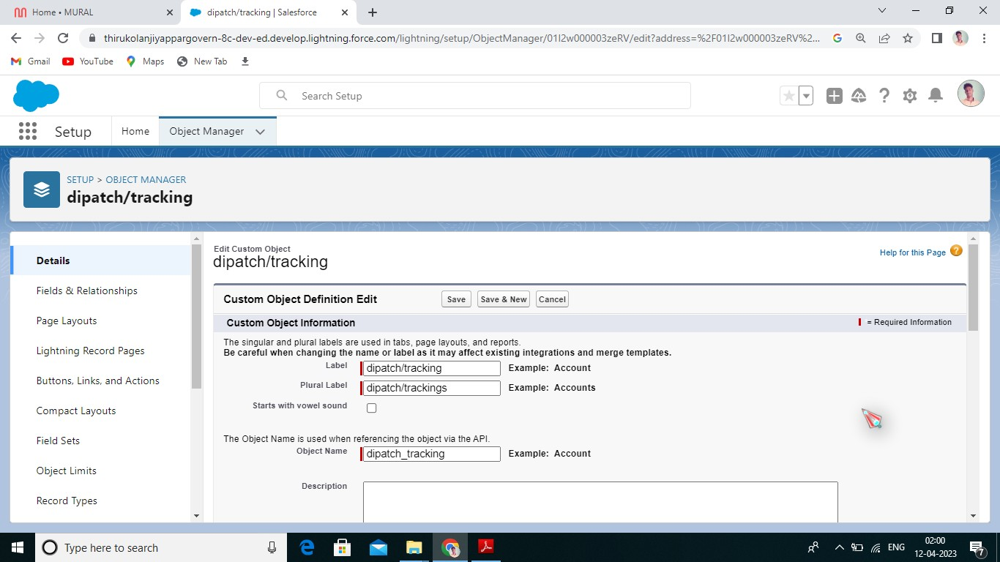 Home • MURAL
dipatch/tracking | Salesforce
thirukolanjiyappargovern-8c-dev-ed.develop.lightning.force.com/lightning/setup/ObjectManager/01I2w000003zeRV/edit?address=%2F01I2w000003zeRV%2...
Gmail
YouTube
Maps
New Tab
Search Setup
Setup
Home
Object Manager
SETUP > OBJECT MANAGER
dipatch/tracking
Details
Fields & Relationships
Page Layouts
Lightning Record Pages
Buttons, Links, and Actions
Compact Layouts
Field Sets
Object Limits
Record Types
Edit Custom Object
dipatch/tracking
Help for this Page
Custom Object Definition Edit
Save
Save & New
Cancel
Custom Object Information
= Required Information
The singular and plural labels are used in tabs, page layouts, and reports.
Be careful when changing the name or label as it may affect existing integrations and merge templates.
Label
dipatch/tracking
Example: Account
Plural Label
dipatch/trackings
Example: Accounts
Starts with vowel sound
The Object Name is used when referencing the object via the API.
Object Name
dipatch_tracking
Example: Account
Description
Type here to search
ENG
02:00
12-04-2023
7